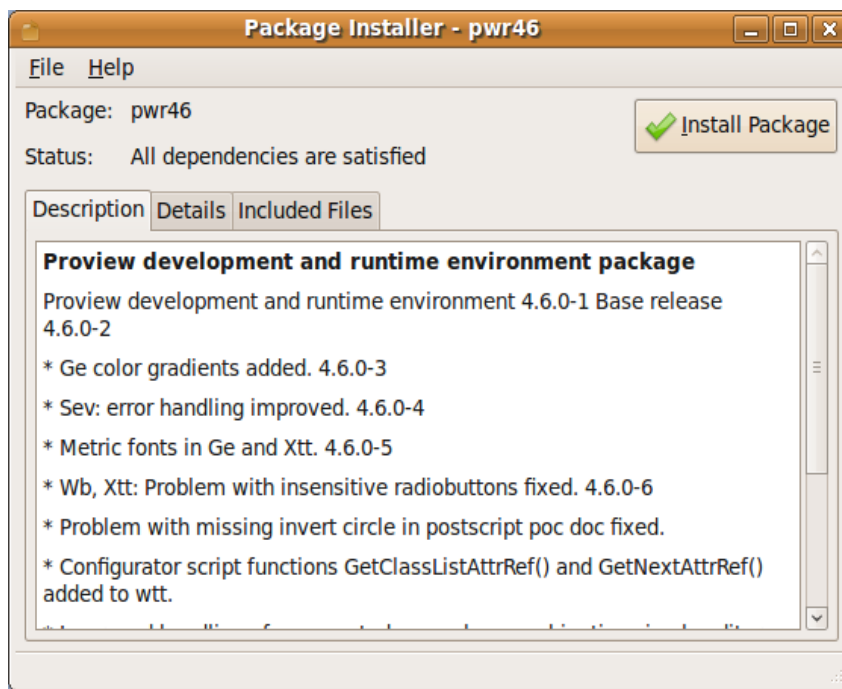 Package Installer - pwr46
File Help
Package: pwr46
Install Package
Status: All dependencies are satisfied
Description Details Included Files
Proview development and runtime environment package
Proview development and runtime environment 4.6.0-1 Base release
4.6.0-2
* Ge color gradients added. 4.6.0-3
* Sev: error handling improved. 4.6.0-4
* Metric fonts in Ge and Xtt. 4.6.0-5
* Wb, Xtt: Problem with insensitive radiobuttons fixed. 4.6.0-6
* Problem with missing invert circle in postscript poc doc fixed.
* Configurator script functions GetClassListAttrRef() and GetNextAttrRef()
added to wtt.